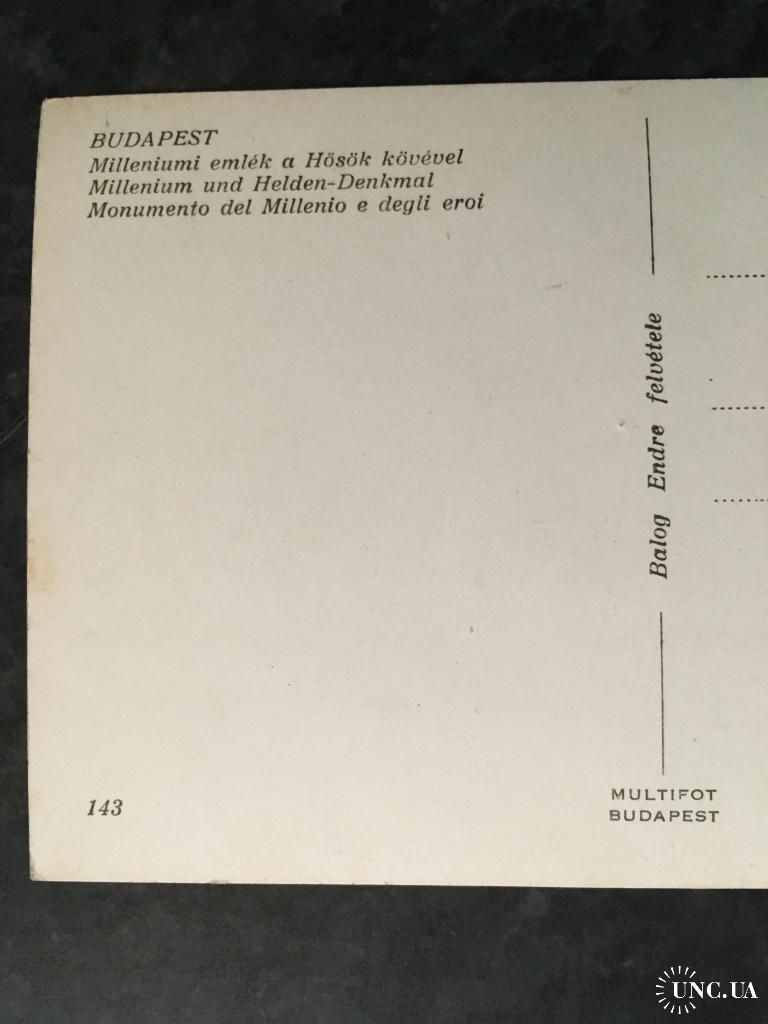 BUDAPEST
Milleniumi emlék a Hősök kövével
Millenium und Helden-Denkmal
Monumento del Millenio e degli eroi
Balog Endre felvétele
143
MULTIFOT
BUDAPEST
UNC.UA